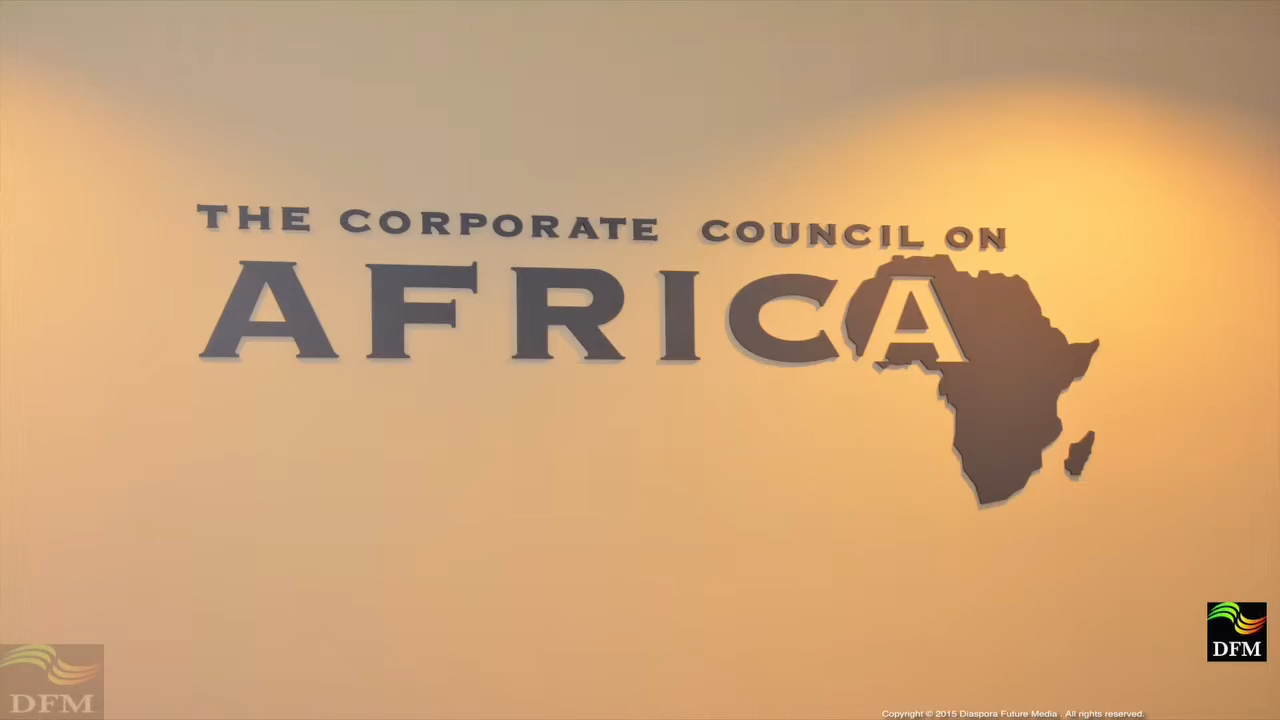 THE CORPORATE COUNCIL ON
AFRICA
DFM
DFM
Copyright © 2015 Diaspora Future Media . All rights reserved.